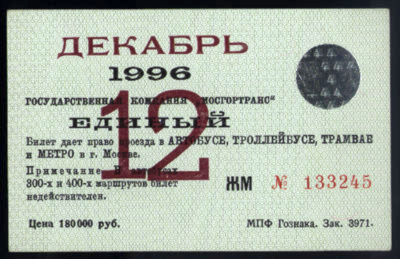 ДЕКАБРЬ
1996
12
ГОСУДАРСТВЕННАЯ КОМПАНИЯ "МОСГОРТРАНС"
ЕДИНЫЙ
Билет дает право проезда в АВТОБУСЕ, ТРОЛЛЕЙБУСЕ, ТРАМВАЕ
и МЕТРО в г. Москве.
Примечание. В автобусах
300-х и 400-х маршрутов билет
недействителен.
ЖМ № 133245
Цена 180000 руб.
МПФ Гознака. Зак. 3971.